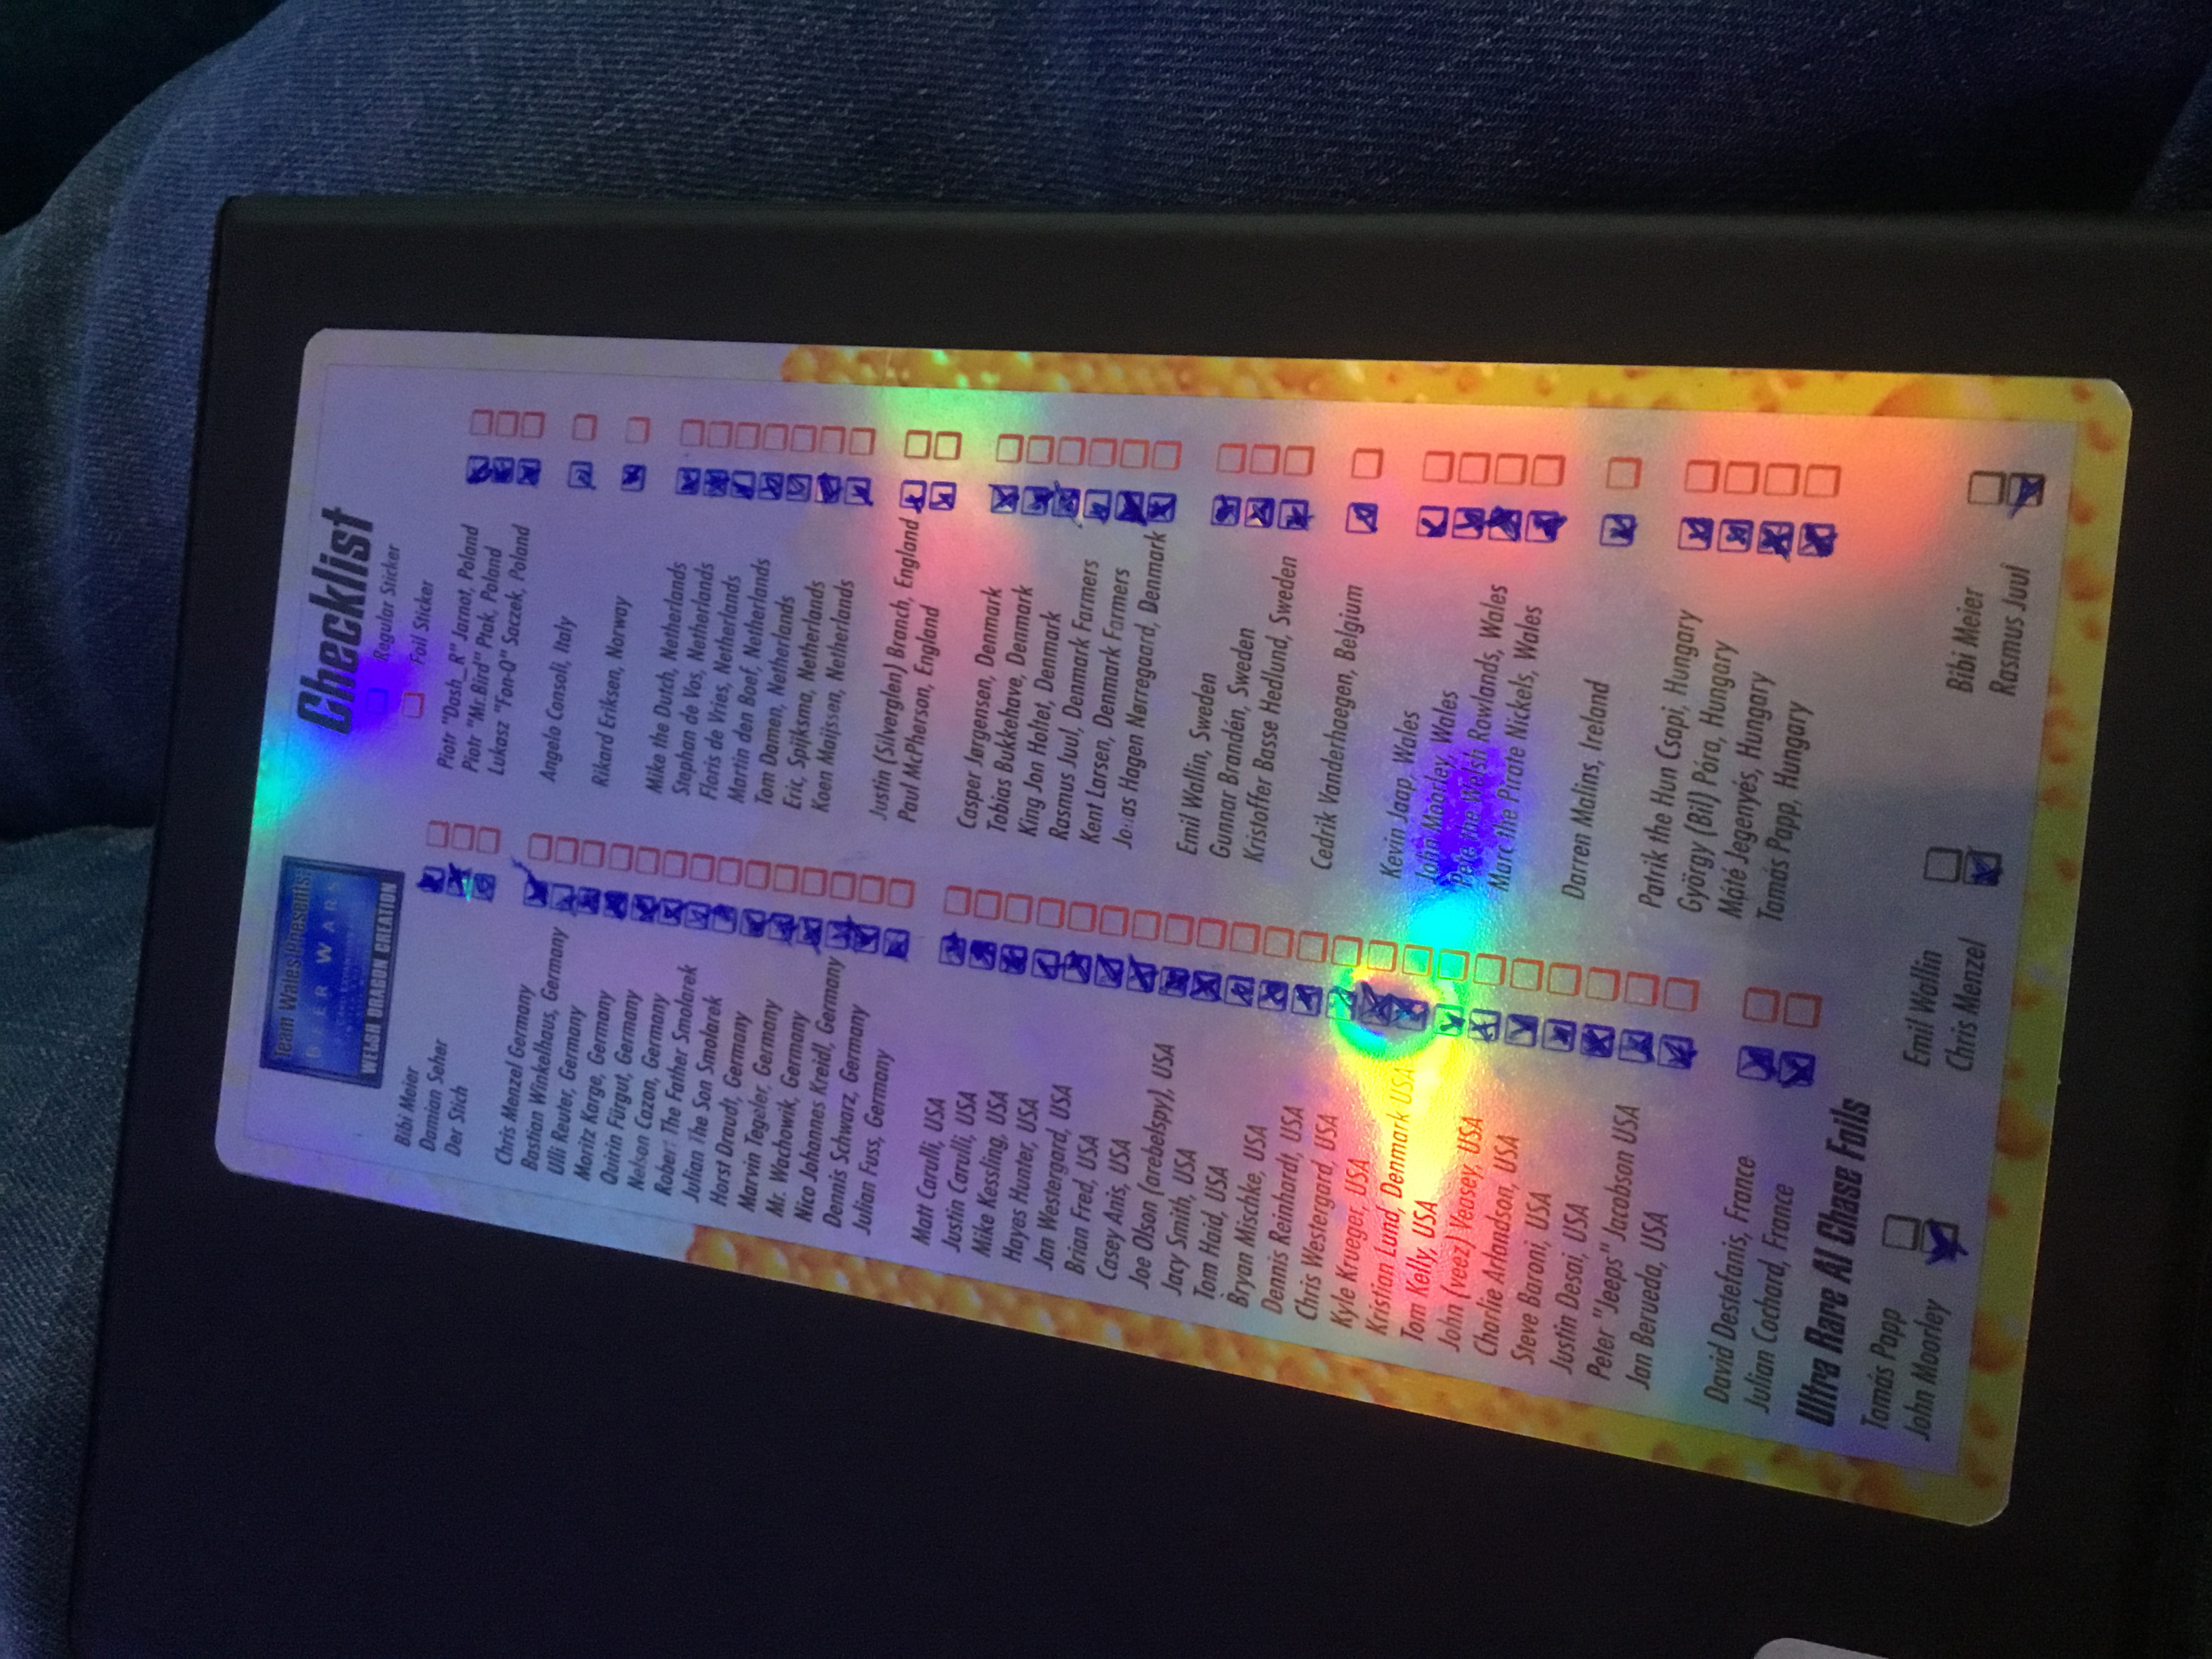 Team Wales Presents:
BEER WARS
CARD EXPANSION
WELSH DRAGON CREATION
Checklist
Regular Sticker
Foil Sticker
Bibi Meier
Damian Seher
Der Stich
Chris Menzel Germany
Bastian Winkelhaus, Germany
Ulli Reuter, Germany
Moritz Karge, Germany
Quirin Fürgut, Germany
Nelson Cazon, Germany
Robert The Father Smolarek
Julian The Son Smolarek
Horst Draudt, Germany
Marvin Tegeler, Germany
Mr. Wachowik, Germany
Nico Johannes Kreidl, Germany
Dennis Schwarz, Germany
Julian Fuss, Germany
Matt Carulli, USA
Justin Carulli, USA
Mike Kessling, USA
Hayes Hunter, USA
Jan Westergard, USA
Brian Fred, USA
Casey Anis, USA
Joe Olson (arebelspy), USA
Jacy Smith, USA
Tom Haid, USA
Bryan Mischke, USA
Dennis Reinhardt, USA
Chris Westergard, USA
Kyle Krueger, USA
Kristian Lund, Denmark USA
Tom Kelly, USA
John (veez) Veasey, USA
Charlie Arlandson, USA
Steve Baroni, USA
Justin Desai, USA
Peter "Jeeps" Jacobson USA
Jan Berueda, USA
David Destefanis, France
Julian Cochard, France
Piotr "Dash_R" Jarnot, Poland
Piotr "Mr.Bird" Ptak, Poland
Lukasz "Fon-Q" Saczek, Poland
Angelo Consoli, Italy
Rikard Eriksen, Norway
Mike the Dutch, Netherlands
Stephan de Vos, Netherlands
Floris de Vries, Netherlands
Martin den Boef, Netherlands
Tom Damen, Netherlands
Eric, Spijksma, Netherlands
Koen Maijssen, Netherlands
Justin (Silverglen) Branch, England
Paul McPherson, England
Casper Jørgensen, Denmark
Tobias Bukkehave, Denmark
King Jon Holtet, Denmark
Rasmus Juul, Denmark Farmers
Kent Larsen, Denmark Farmers
Jonas Hagen Nørregaard, Denmark
Emil Wallin, Sweden
Gunnar Brandén, Sweden
Kristoffer Basse Hedlund, Sweden
Cedrik Vanderhaegen, Belgium
Kevin Jaap, Wales
John Moorley, Wales
Pete the Welsh Rowlands, Wales
Marc the Pirate Nickels, Wales
Darren Malins, Ireland
Patrik the Hun Csapi, Hungary
György (Bil) Póra, Hungary
Máté Jegenyés, Hungary
Tamás Papp, Hungary
Ultra Rare AI Chase Foils
Tamás Papp
John Moorley
Emil Wallin
Chris Menzel
Bibi Meier
Rasmus Juul